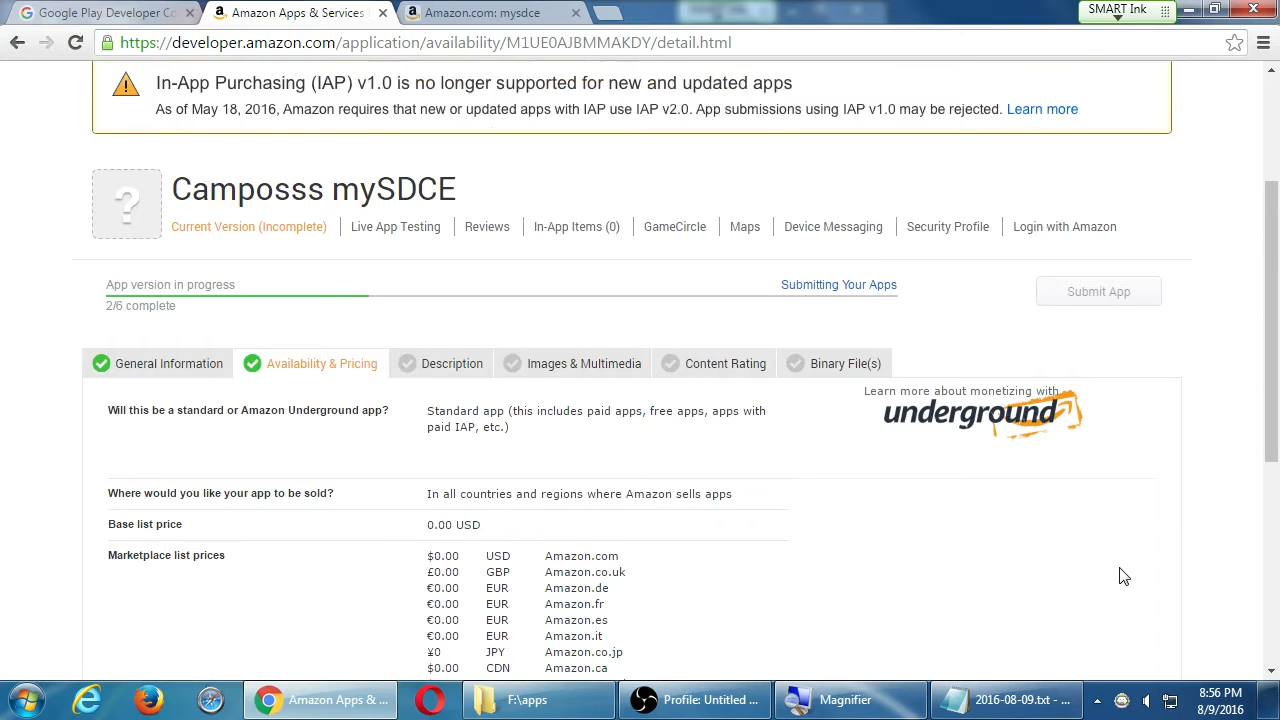 Google Play Developer Co
Amazon Apps & Services
Amazon.com: mysdce
SMART Ink
https://developer.amazon.com/application/availability/M1UE0AJBMMAKDY/detail.html
In-App Purchasing (IAP) v1.0 is no longer supported for new and updated apps
As of May 18, 2016, Amazon requires that new or updated apps with IAP use IAP v2.0. App submissions using IAP v1.0 may be rejected. Learn more
?
Camposss mySDCE
Current Version (Incomplete)
Live App Testing
Reviews
In-App Items (0)
GameCircle
Maps
Device Messaging
Security Profile
Login with Amazon
App version in progress
Submitting Your Apps
Submit App
2/6 complete
General Information
Availability & Pricing
Description
Images & Multimedia
Content Rating
Binary File(s)
Learn more about monetizing with
underground
Will this be a standard or Amazon Underground app?
Standard app (this includes paid apps, free apps, apps with
paid IAP, etc.)
Where would you like your app to be sold?
In all countries and regions where Amazon sells apps
Base list price
0.00 USD
Marketplace list prices
$0.00 USD Amazon.com
£0.00 GBP Amazon.co.uk
€0.00 EUR Amazon.de
€0.00 EUR Amazon.fr
€0.00 EUR Amazon.es
€0.00 EUR Amazon.it
¥0 JPY Amazon.co.jp
$0.00 CDN Amazon.ca
Amazon Apps & ...
F:\apps
Profile: Untitled ...
Magnifier
2016-08-09.txt - ...
8:56 PM
8/9/2016